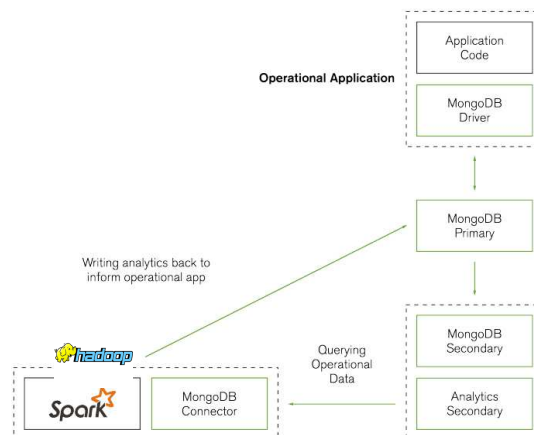 Application
Code
Operational Application
MongoDB
Driver
MongoDB
Primary
Writing analytics back to
inform operational app
MongoDB
Secondary
Querying
Operational
Data
hadoop
Spark
MongoDB
Connector
Analytics
Secondary